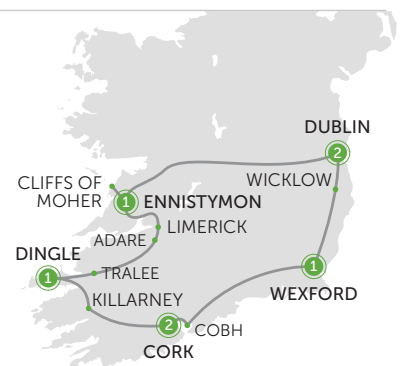 DUBLIN
2
WICKLOW
CLIFFS OF
MOHER
1
ENNISTYMON
LIMERICK
ADARE
DINGLE
1
TRALEE
KILLARNEY
1
WEXFORD
2
COBH
CORK